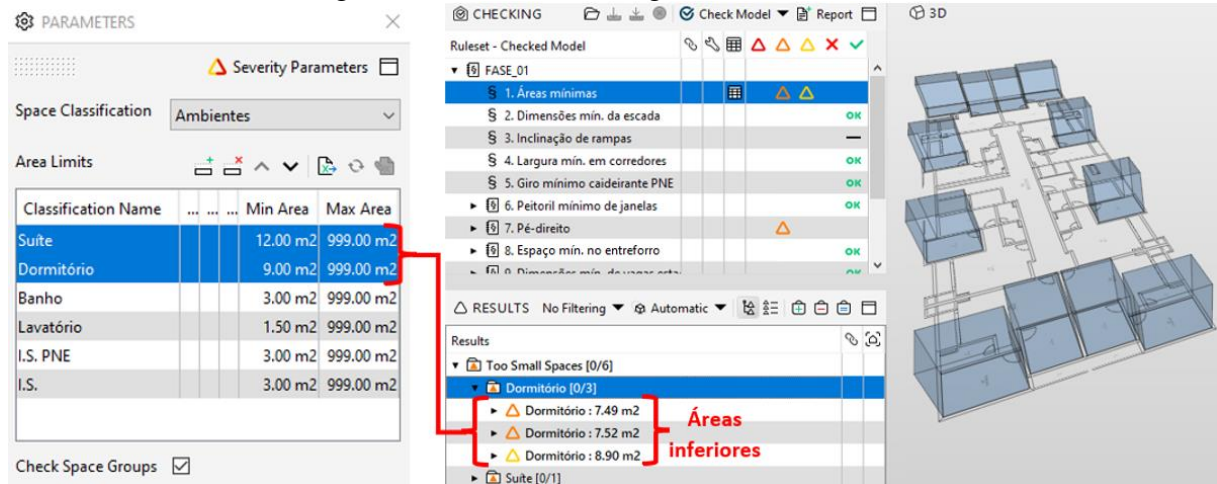 PARAMETERS
Severity Parameters
Space Classification
Ambientes
Area Limits
Classification Name ... ... ... Min Area Max Area
Suíte 12.00 m2 999.00 m2
Dormitório 9.00 m2 999.00 m2
Banho 3.00 m2 999.00 m2
Lavatório 1.50 m2 999.00 m2
I.S. PNE 3.00 m2 999.00 m2
I.S. 3.00 m2 999.00 m2
Check Space Groups
CHECKING Check Model Report
Ruleset - Checked Model
§ FASE_01
§ 1. Áreas mínimas
§ 2. Dimensões mín. da escada OK
§ 3. Inclinação de rampas —
§ 4. Largura mín. em corredores OK
§ 5. Giro mínimo caideirante PNE OK
§ 6. Peitoril mínimo de janelas OK
§ 7. Pé-direito
§ 8. Espaço mín. no entreforro OK
9. Dimensões mín. de vagas esta OK
RESULTS No Filtering Automatic
Results
Too Small Spaces [0/6]
Dormitório [0/3]
Dormitório : 7.49 m2
Dormitório : 7.52 m2
Dormitório : 8.90 m2
Suíte [0/1]
Áreas
inferiores
3D